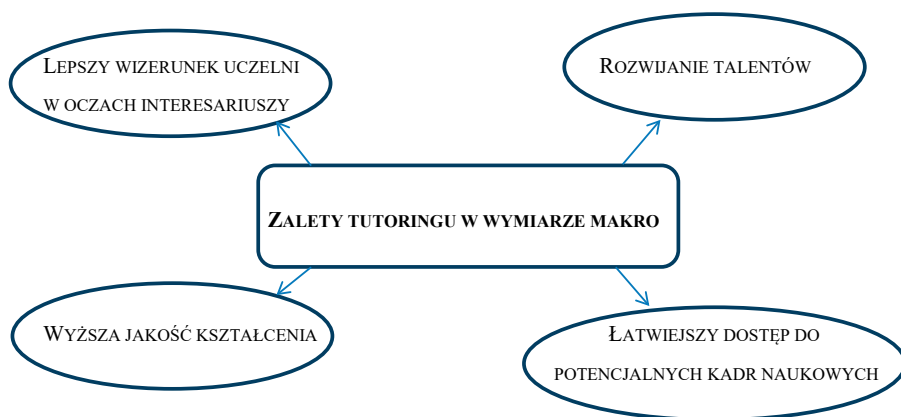 LEPSZY WIZERUNEK UCZELNI
W OCZACH INTERESARIUSZY
ROZWIJANIE TALENTÓW
ZALETY TUTORINGU W WYMIARZE MAKRO
WYŻSZA JAKOŚĆ KSZTAŁCENIA
ŁATWIEJSZY DOSTĘP DO
POTENCJALNYCH KADR NAUKOWYCH